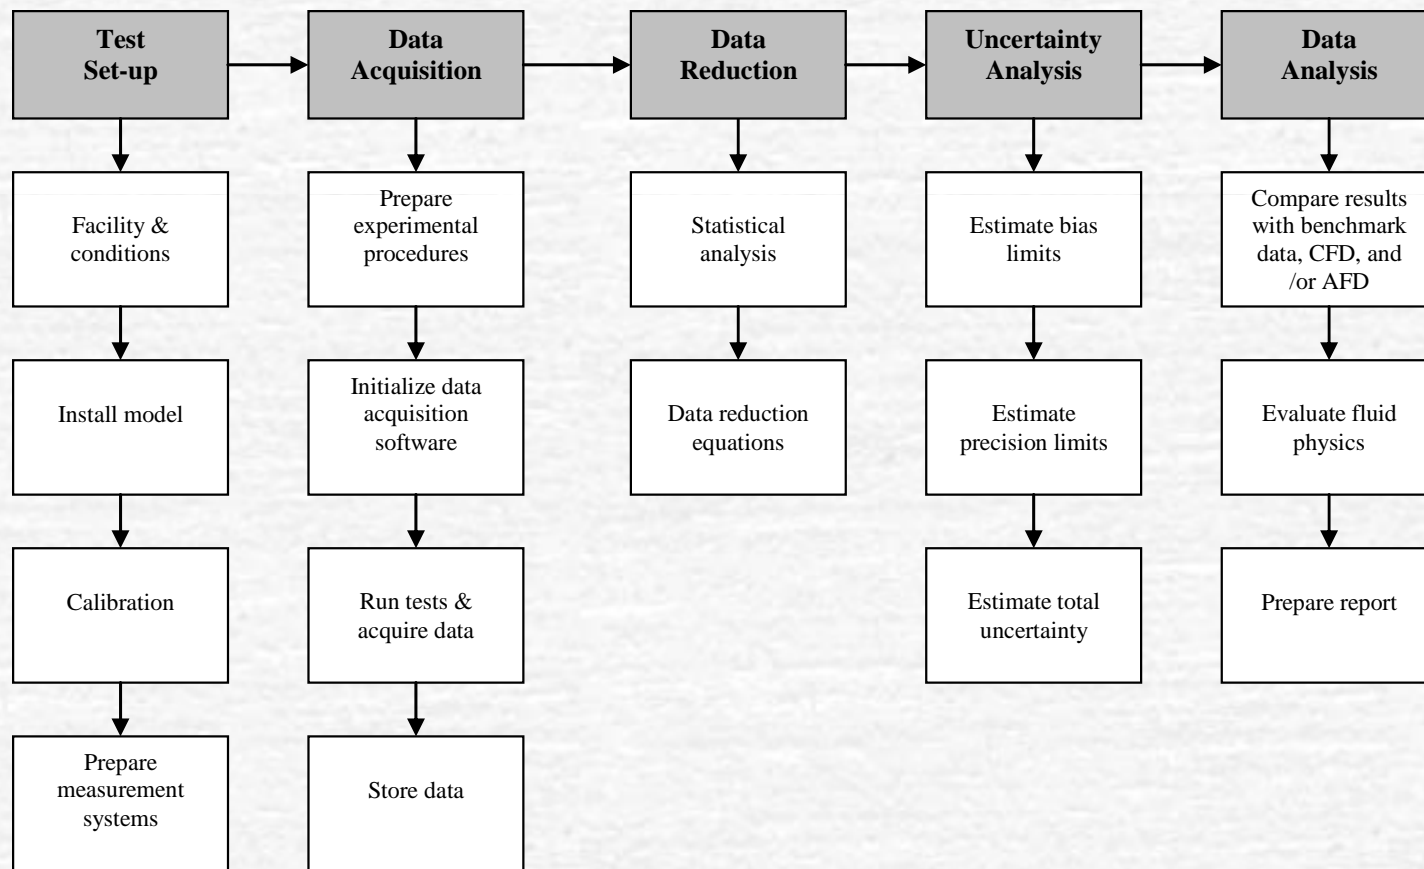 Test
Set-up
Data
Acquisition
Data
Reduction
Uncertainty
Analysis
Data
Analysis
Facility &
conditions
Prepare
experimental
procedures
Statistical
analysis
Estimate bias
limits
Compare results
with benchmark
data, CFD, and
/or AFD
Install model
Initialize data
acquisition
software
Data reduction
equations
Estimate
precision limits
Evaluate fluid
physics
Calibration
Run tests &
acquire data
Estimate total
uncertainty
Prepare report
Prepare
measurement
systems
Store data